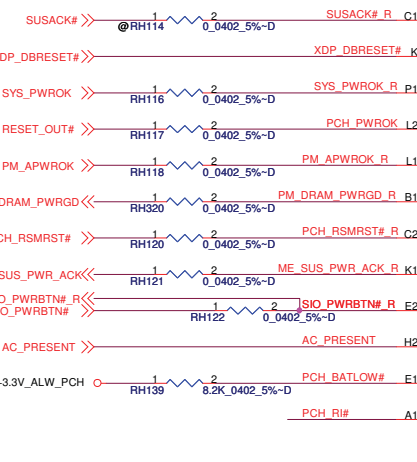 SUSACK# 1 2 SUSACK#_R C1
@RH114 0_0402_5%~D
XDP_DBRESET# XDP_DBRESET# K
SYS_PWROK 1 2 SYS_PWROK_R P1
RH116 0_0402_5%~D
RESET_OUT# 1 2 PCH_PWROK L2
RH117 0_0402_5%~D
PM_APWROK 1 2 PM_APWROK_R L1
RH118 0_0402_5%~D
DRAM_PWRGD 1 2 PM_DRAM_PWRGD_R B1
RH320 0_0402_5%~D
CH_RSMRST# 1 2 PCH_RSMRST#_R C2
RH120 0_0402_5%~D
SUS_PWR_ACK 1 2 ME_SUS_PWR_ACK_R K1
RH121 0_0402_5%~D
IO_PWRBTN#_R
IO_PWRBTN# 1 2 SIO_PWRBTN#_R E2
RH122 0_0402_5%~D
AC_PRESENT AC_PRESENT H2
+3.3V_ALW_PCH 1 2 PCH_BATLOW# E1
RH139 8.2K_0402_5%~D
PCH_RI# A1